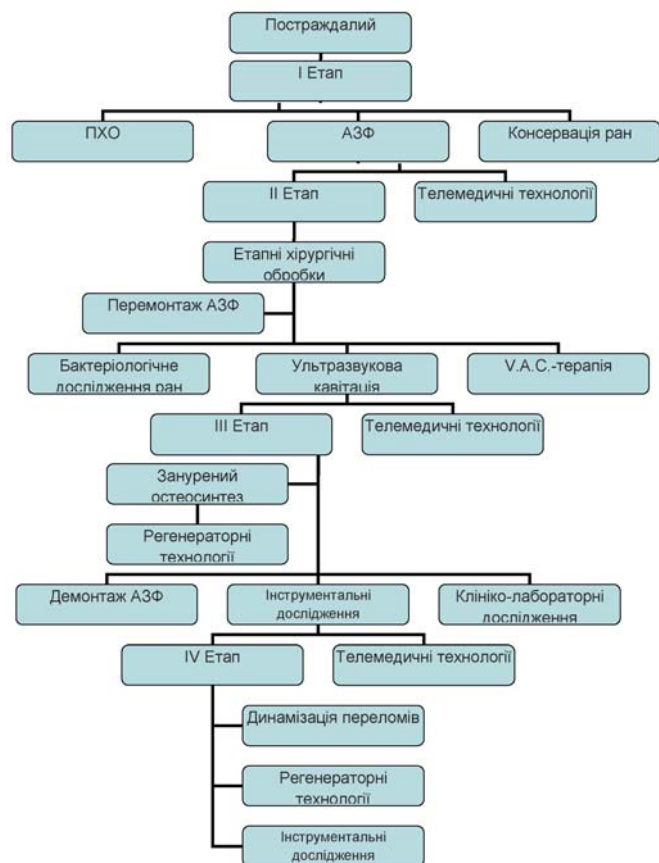 Постраждалий
I Етап
ПХО
АЗФ
Консервація ран
II Етап
Телемедичні технології
Етапні хірургічні
обробки
Перемонтаж АЗФ
Бактеріологічне
дослідження ран
Ультразвукова
кавітація
V.A.C.-терапія
III Етап
Телемедичні технології
Занурений
остеосинтез
Регенераторні
технології
Демонтаж АЗФ
Інструментальні
дослідження
Клініко-лабораторні
дослідження
IV Етап
Телемедичні технології
Динамізація переломів
Регенераторні
технології
Інструментальні
дослідження